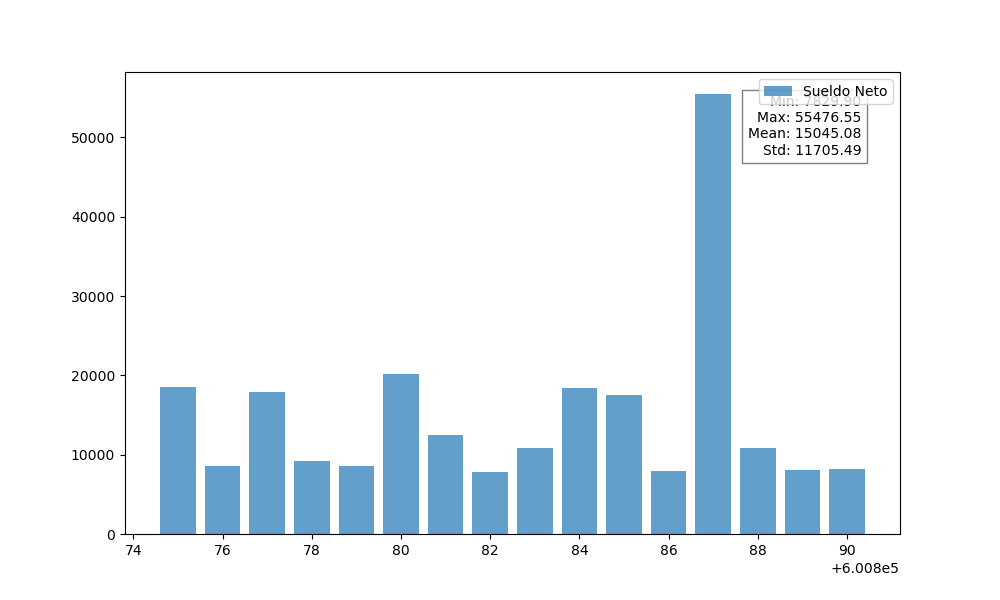 Sueldo Neto
Min: 7829.90
Max: 55476.55
Mean: 15045.08
Std: 11705.49
50000
40000
30000
20000
10000
0
74 76 78 80 82 84 86 88 90
+6.008e5